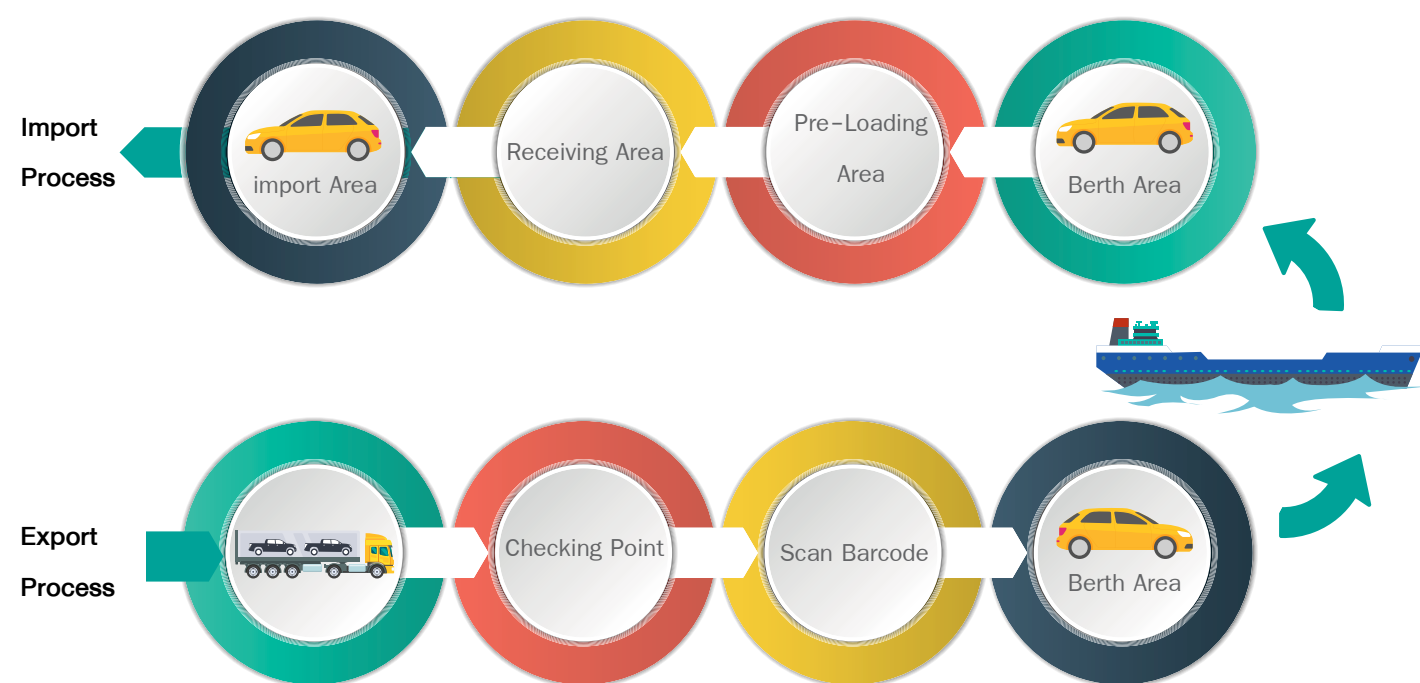 Import
Process
import Area
Receiving Area
Pre-Loading
Area
Berth Area
Export
Process
Checking Point
Scan Barcode
Berth Area